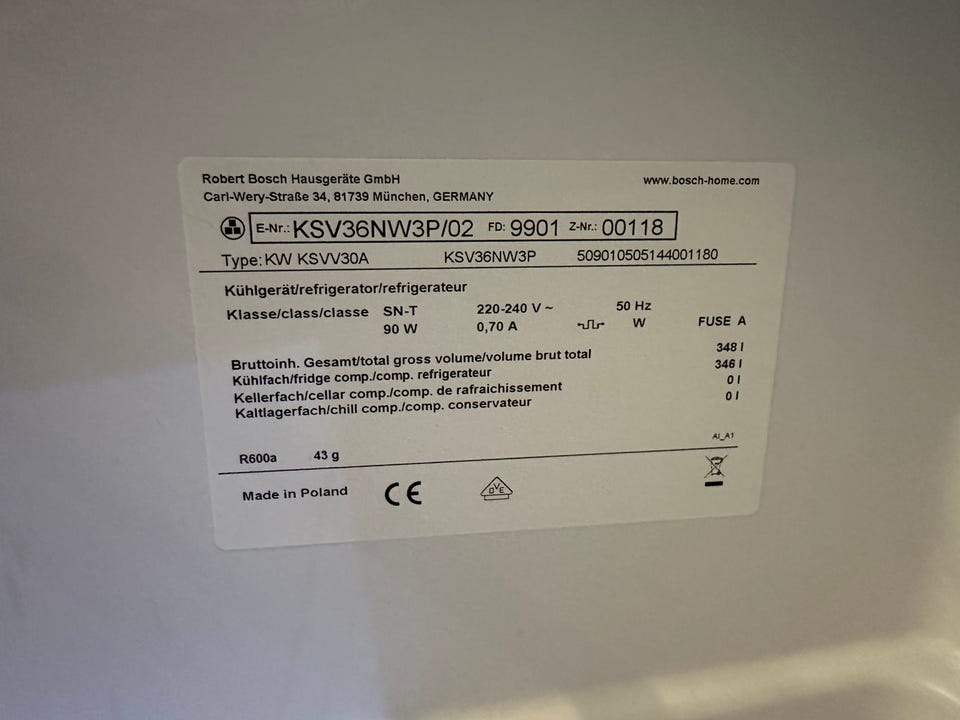 Robert Bosch Hausgeräte GmbH www.bosch-home.com
Carl-Wery-Straße 34, 81739 München, GERMANY
E-Nr.: KSV36NW3P/02 FD: 9901 Z-Nr.: 00118
Type: KW KSVV30A KSV36NW3P 509010505144001180
Kühlgerät/refrigerator/refrigerateur
Klasse/class/classe SN-T 220-240 V ~ 50 Hz
90 W 0,70 A W FUSE A
Bruttoinh. Gesamt/total gross volume/volume brut total 348 l
Kühlfach/fridge comp./comp. refrigerateur 346 l
Kellerfach/cellar comp./comp. de rafraichissement 0 l
Kaltlagerfach/chill comp./comp. conservateur 0 l
AI_A1
R600a 43 g
Made in Poland CE OVE